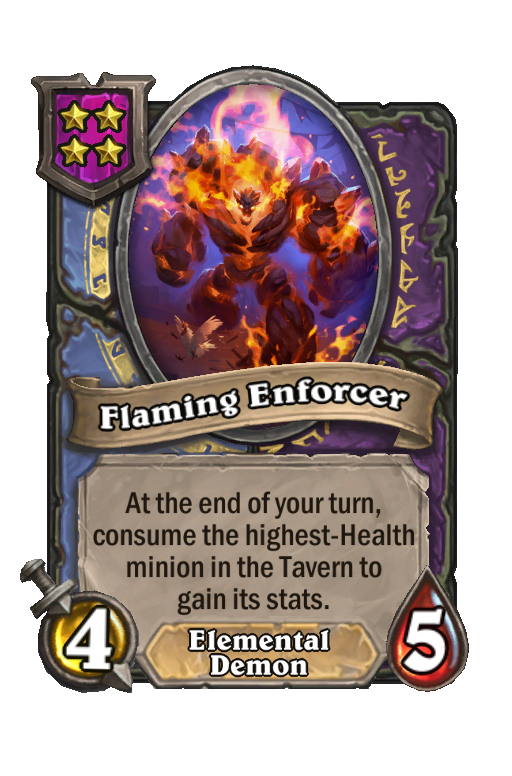 Flaming Enforcer
At the end of your turn,
consume the highest-Health
minion in the Tavern to
gain its stats.
4
Elemental
Demon
5